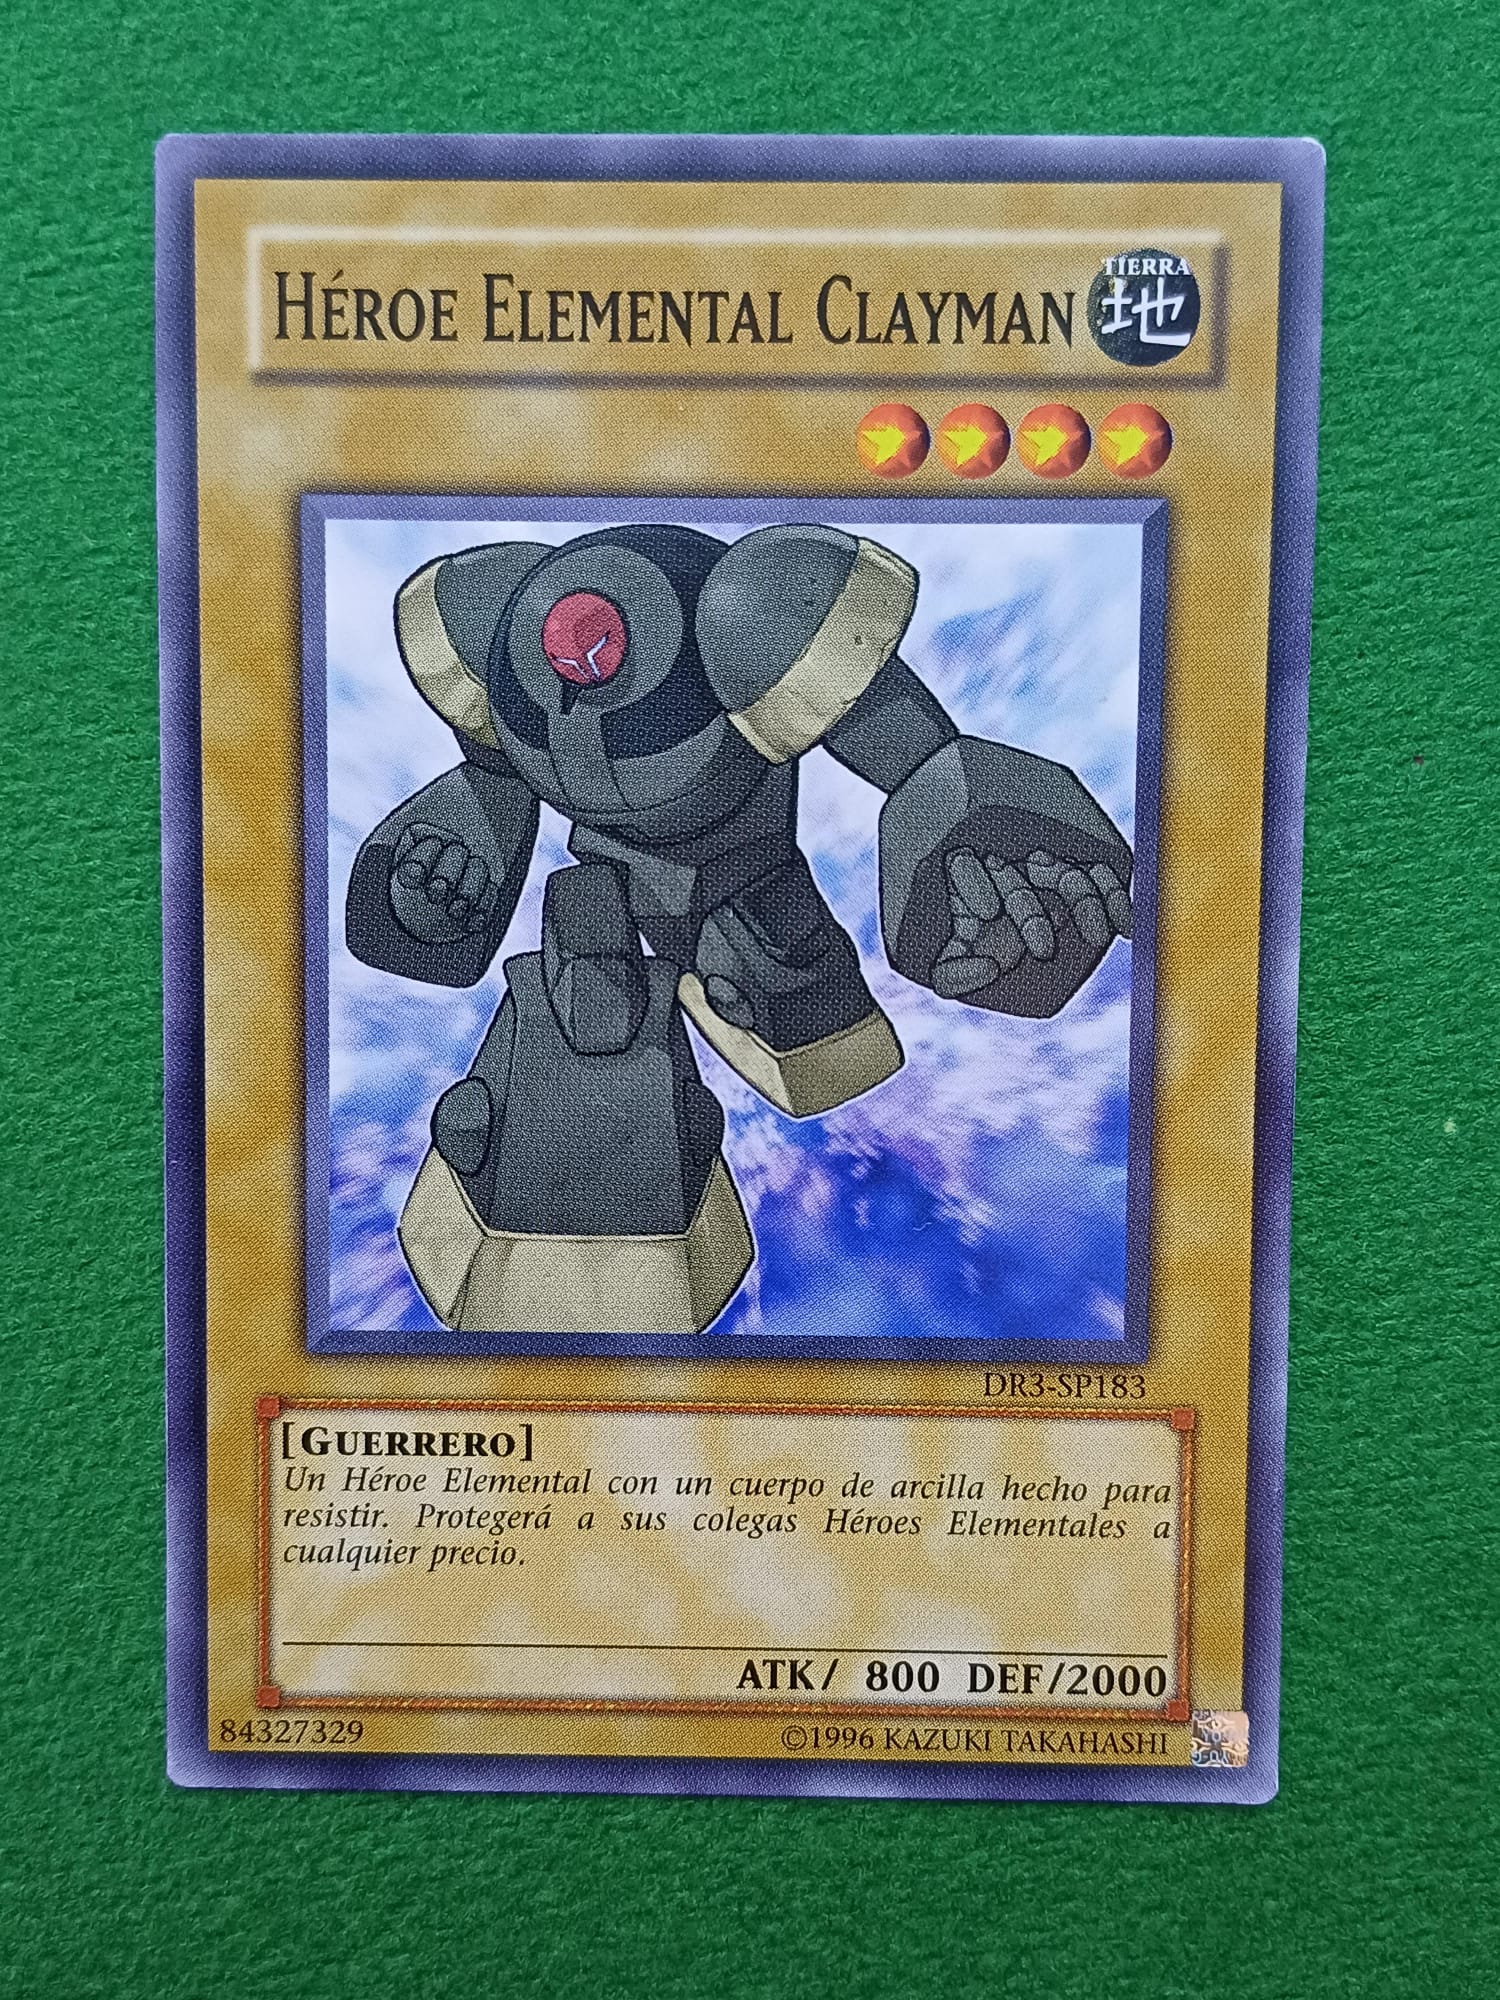 HÉROE ELEMENTAL CLAYMAN
TIERRA
地
DR3-SP183
[GUERRERO]
Un Héroe Elemental con un cuerpo de arcilla hecho para
resistir. Protegerá a sus colegas Héroes Elementales a
cualquier precio.
ATK/ 800 DEF/2000
84327329
©1996 KAZUKI TAKAHASHI